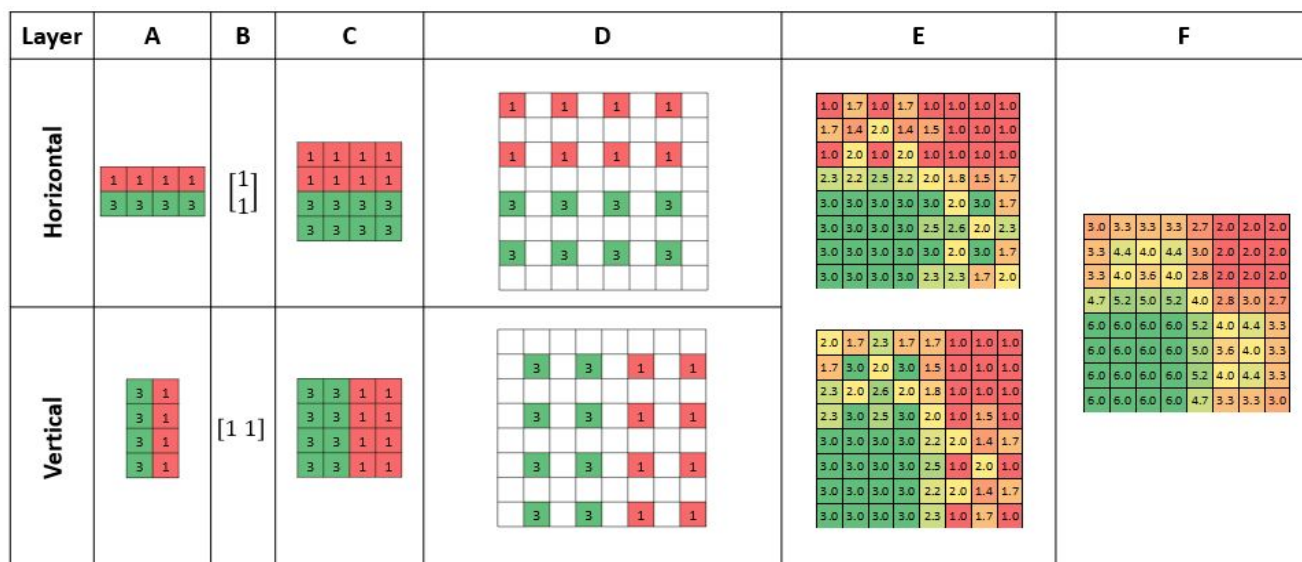 Layer A B C D E F
Horizontal
1 1 1 1
3 3 3 3
[1
1]
1 1 1 1
1 1 1 1
3 3 3 3
3 3 3 3
1 1 1 1
1 1 1 1
3 3 3 3
3 3 3 3
1.0 1.7 1.0 1.7 1.0 1.0 1.0 1.0
1.7 1.4 2.0 1.4 1.5 1.0 1.0 1.0
1.0 2.0 1.0 2.0 1.0 1.0 1.0 1.0
2.3 2.2 2.5 2.2 2.0 1.8 1.5 1.7
3.0 3.0 3.0 3.0 3.0 2.0 3.0 1.7
3.0 3.0 3.0 3.0 2.5 2.6 2.0 2.3
3.0 3.0 3.0 3.0 3.0 2.0 3.0 1.7
3.0 3.0 3.0 3.0 2.3 2.3 1.7 2.0
Vertical
3 1
3 1
3 1
3 1
[1 1]
3 3 1 1
3 3 1 1
3 3 1 1
3 3 1 1
3 3 1 1
3 3 1 1
3 3 1 1
3 3 1 1
2.0 1.7 2.3 1.7 1.7 1.0 1.0 1.0
1.7 3.0 2.0 3.0 1.5 1.0 1.0 1.0
2.3 2.0 2.6 2.0 1.8 1.0 1.0 1.0
2.3 3.0 2.5 3.0 2.0 1.0 1.5 1.0
3.0 3.0 3.0 3.0 2.2 2.0 1.4 1.7
3.0 3.0 3.0 3.0 2.5 1.0 2.0 1.0
3.0 3.0 3.0 3.0 2.2 2.0 1.4 1.7
3.0 3.0 3.0 3.0 2.3 1.0 1.7 1.0
3.0 3.3 3.3 3.3 2.7 2.0 2.0 2.0
3.3 4.4 4.0 4.4 3.0 2.0 2.0 2.0
3.3 4.0 3.6 4.0 2.8 2.0 2.0 2.0
4.7 5.2 5.0 5.2 4.0 2.8 3.0 2.7
6.0 6.0 6.0 6.0 5.2 4.0 4.4 3.3
6.0 6.0 6.0 6.0 5.0 3.6 4.0 3.3
6.0 6.0 6.0 6.0 5.2 4.0 4.4 3.3
6.0 6.0 6.0 6.0 4.7 3.3 3.3 3.0